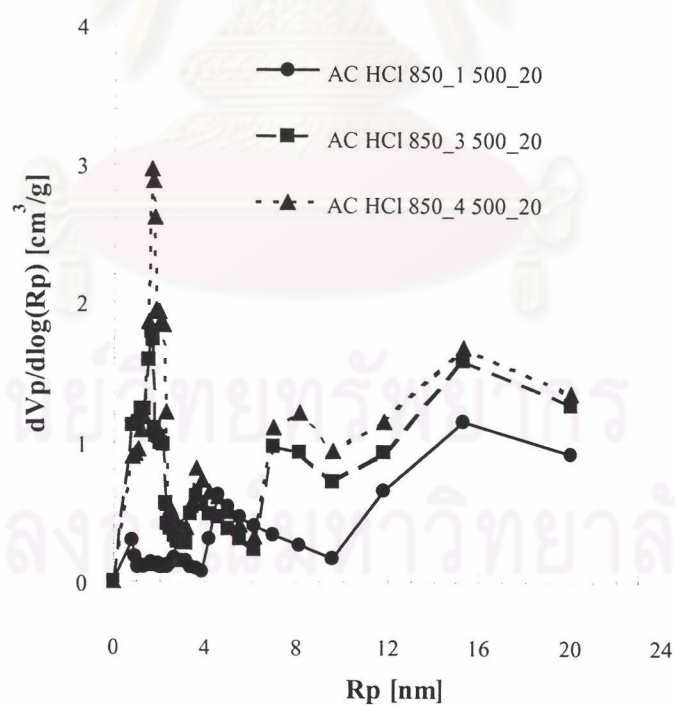 4
3
2
1
0
dVp/dlog(Rp) [cm³/g]
AC HCl 850_1 500_20
AC HCl 850_3 500_20
AC HCl 850_4 500_20
0 4 8 12 16 20 24
Rp [nm]